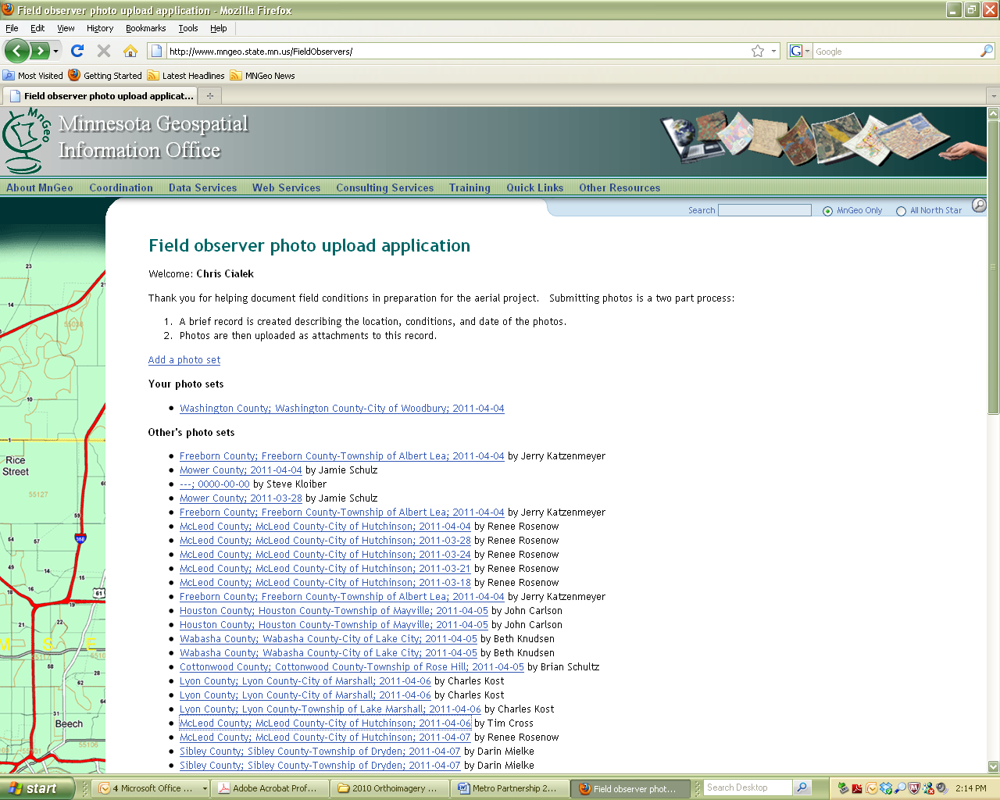 Field observer photo upload application - Mozilla Firefox
File Edit View History Bookmarks Tools Help
http://www.mngeo.state.mn.us/FieldObservers/
Google
Most Visited Getting Started Latest Headlines MNGeo News
Field observer photo upload applicat...
MnGeo
Minnesota Geospatial
Information Office
About MnGeo Coordination Data Services Web Services Consulting Services Training Quick Links Other Resources
Search MnGeo Only All North Star
Field observer photo upload application
Welcome: Chris Cialek
Thank you for helping document field conditions in preparation for the aerial project. Submitting photos is a two part process:
1. A brief record is created describing the location, conditions, and date of the photos.
2. Photos are then uploaded as attachments to this record.
Add a photo set
Your photo sets
Washington County; Washington County-City of Woodbury; 2011-04-04
Other's photo sets
Freeborn County; Freeborn County-Township of Albert Lea; 2011-04-04 by Jerry Katzenmeyer
Mower County; 2011-04-04 by Jamie Schulz
---; 0000-00-00 by Steve Kloiber
Mower County; 2011-03-28 by Jamie Schulz
Freeborn County; Freeborn County-Township of Albert Lea; 2011-04-04 by Jerry Katzenmeyer
McLeod County; McLeod County-City of Hutchinson; 2011-04-04 by Renee Rosenow
McLeod County; McLeod County-City of Hutchinson; 2011-03-28 by Renee Rosenow
McLeod County; McLeod County-City of Hutchinson; 2011-03-24 by Renee Rosenow
McLeod County; McLeod County-City of Hutchinson; 2011-03-21 by Renee Rosenow
McLeod County; McLeod County-City of Hutchinson; 2011-03-18 by Renee Rosenow
Freeborn County; Freeborn County-Township of Albert Lea; 2011-04-04 by Jerry Katzenmeyer
Houston County; Houston County-Township of Mayville; 2011-04-05 by John Carlson
Houston County; Houston County-Township of Mayville; 2011-04-05 by John Carlson
Wabasha County; Wabasha County-City of Lake City; 2011-04-05 by Beth Knudsen
Wabasha County; Wabasha County-City of Lake City; 2011-04-05 by Beth Knudsen
Cottonwood County; Cottonwood County-Township of Rose Hill; 2011-04-05 by Brian Schultz
Lyon County; Lyon County-City of Marshall; 2011-04-06 by Charles Kost
Lyon County; Lyon County-City of Marshall; 2011-04-06 by Charles Kost
Lyon County; Lyon County-Township of Lake Marshall; 2011-04-06 by Charles Kost
McLeod County; McLeod County-City of Hutchinson; 2011-04-06 by Tim Cross
McLeod County; McLeod County-City of Hutchinson; 2011-04-07 by Renee Rosenow
Sibley County; Sibley County-Township of Dryden; 2011-04-07 by Darin Mielke
Sibley County; Sibley County-Township of Dryden; 2011-04-07 by Darin Mielke
23
14
21
55038
Rice
Street
55127
59
54
57
49
14
15
18
16
19
61
21
22
M S E
58
62
64
28
31
Beech
55106
start
4 Microsoft Office ...
Adobe Acrobat Prof...
2010 Orthoimagery
Metro Partnership 2...
Field observer phot...
Search Desktop
2:14 PM